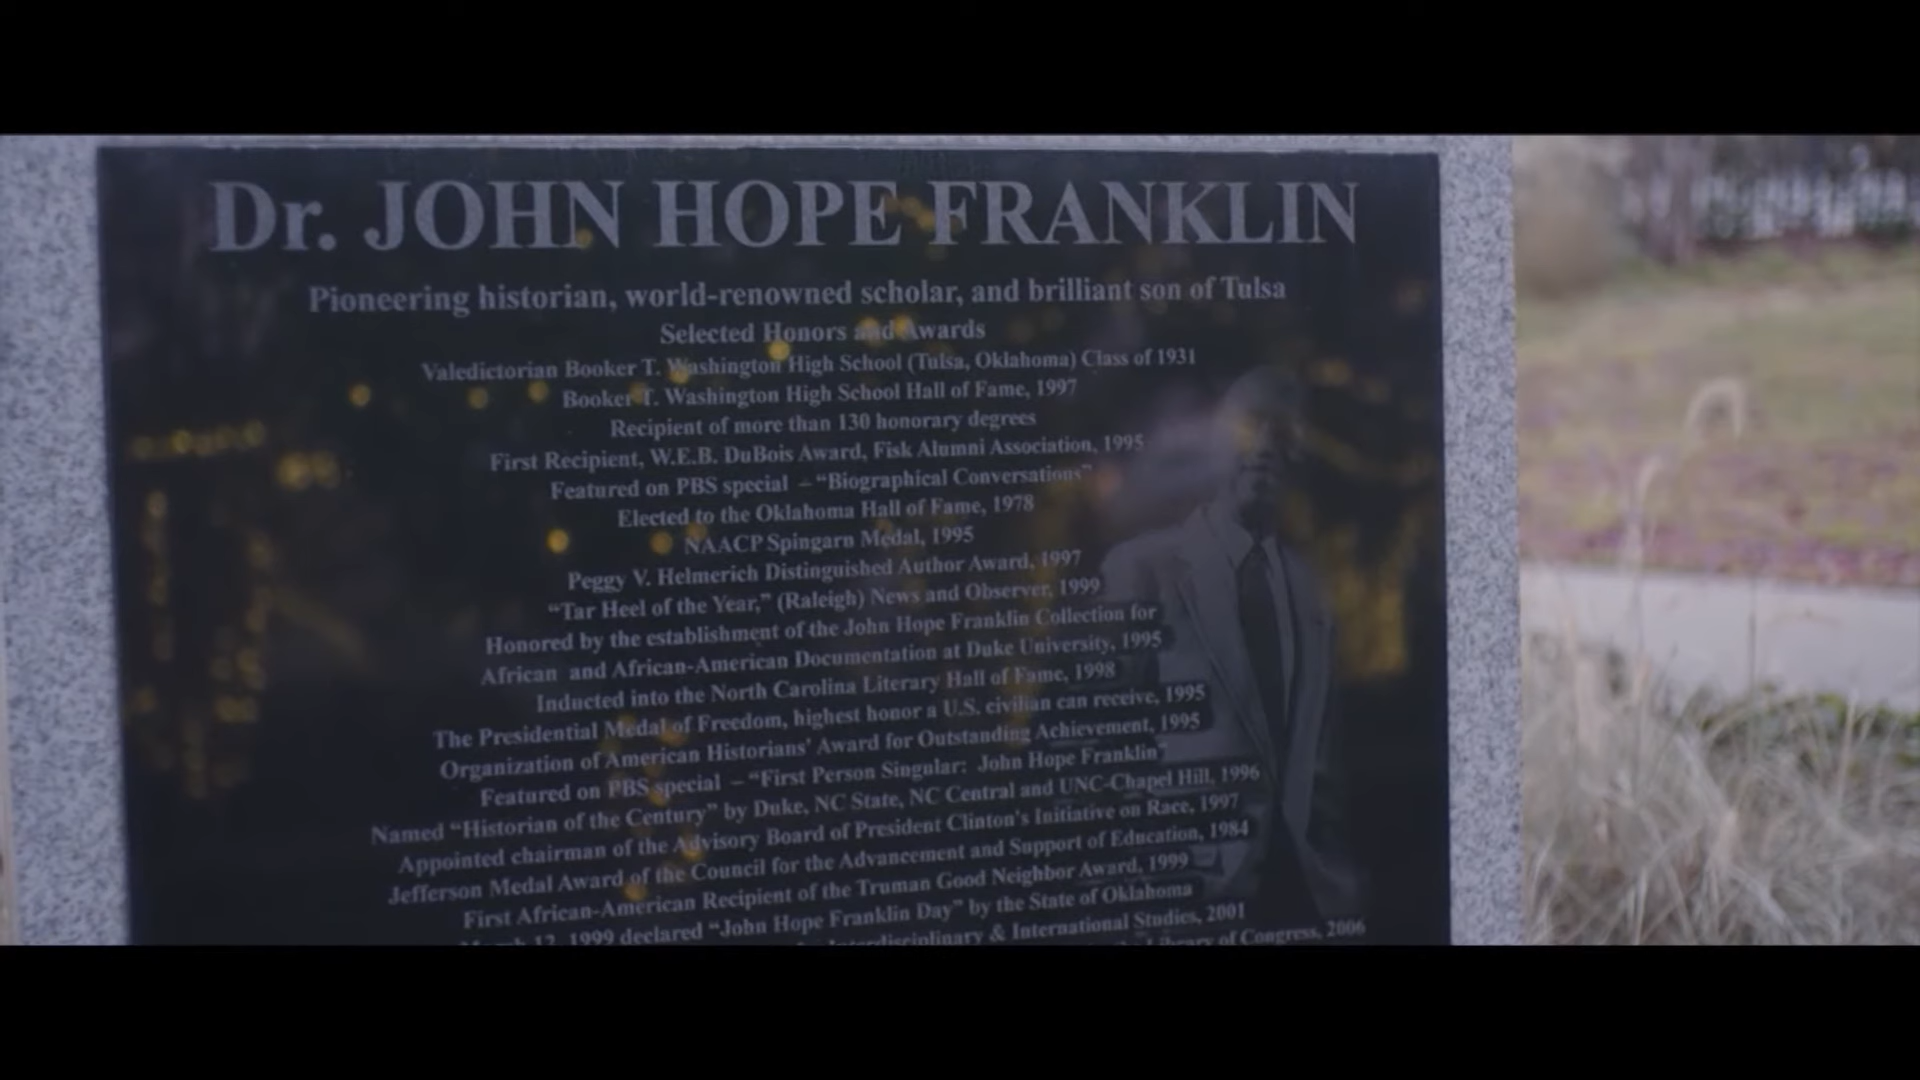 Dr. JOHN HOPE FRANKLIN
Pioneering historian, world-renowned scholar, and brilliant son of Tulsa
Selected Honors and Awards
Valedictorian Booker T. Washington High School (Tulsa, Oklahoma) Class of 1931
Booker T. Washington High School Hall of Fame, 1997
Recipient of more than 130 honorary degrees
First Recipient, W.E.B. DuBois Award, Fisk Alumni Association, 1995
Featured on PBS special – “Biographical Conversations”
Elected to the Oklahoma Hall of Fame, 1978
NAACP Spingarn Medal, 1995
Peggy V. Helmerich Distinguished Author Award, 1997
“Tar Heel of the Year,” (Raleigh) News and Observer, 1999
Honored by the establishment of the John Hope Franklin Collection for
African and African-American Documentation at Duke University, 1995
Inducted into the North Carolina Literary Hall of Fame, 1998
The Presidential Medal of Freedom, highest honor a U.S. civilian can receive, 1995
Organization of American Historians’ Award for Outstanding Achievement, 1995
Featured on PBS special – “First Person Singular: John Hope Franklin”
Named “Historian of the Century” by Duke, NC State, NC Central and UNC-Chapel Hill, 1996
Appointed chairman of the Advisory Board of President Clinton’s Initiative on Race, 1997
Jefferson Medal Award of the Council for the Advancement and Support of Education, 1984
First African-American Recipient of the Truman Good Neighbor Award, 1999
March 12, 1999 declared “John Hope Franklin Day” by the State of Oklahoma
Interdisciplinary & International Studies, 2001
Library of Congress, 2006